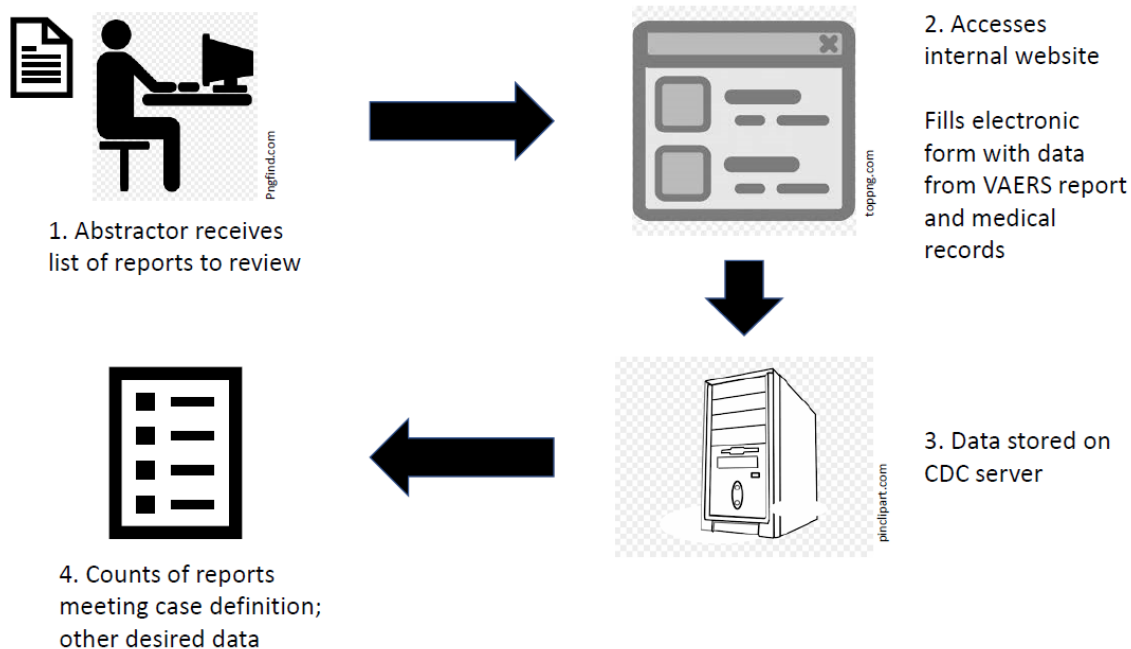 Pngfind.com
1. Abstractor receives
list of reports to review
toppng.com
2. Accesses
internal website
Fills electronic
form with data
from VAERS report
and medical
records
pinclipart.com
3. Data stored on
CDC server
4. Counts of reports
meeting case definition;
other desired data